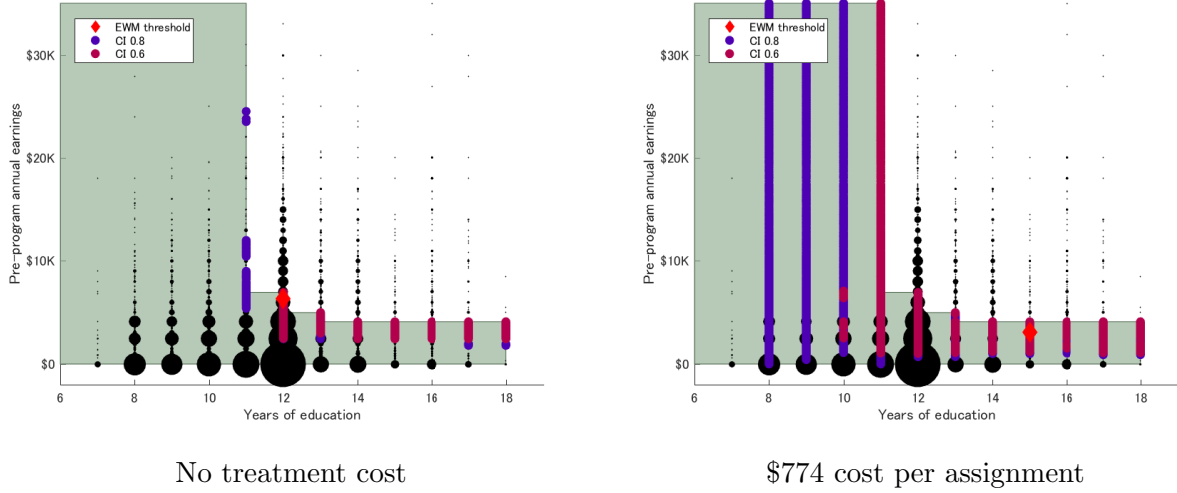 $30K
$20K
$10K
$0
Pre-program annual earnings
EWM threshold
CI 0.8
CI 0.6
6
8
10
12
14
16
18
Years of education
No treatment cost
$30K
$20K
$10K
$0
Pre-program annual earnings
EWM threshold
CI 0.8
CI 0.6
6
8
10
12
14
16
18
Years of education
$774 cost per assignment